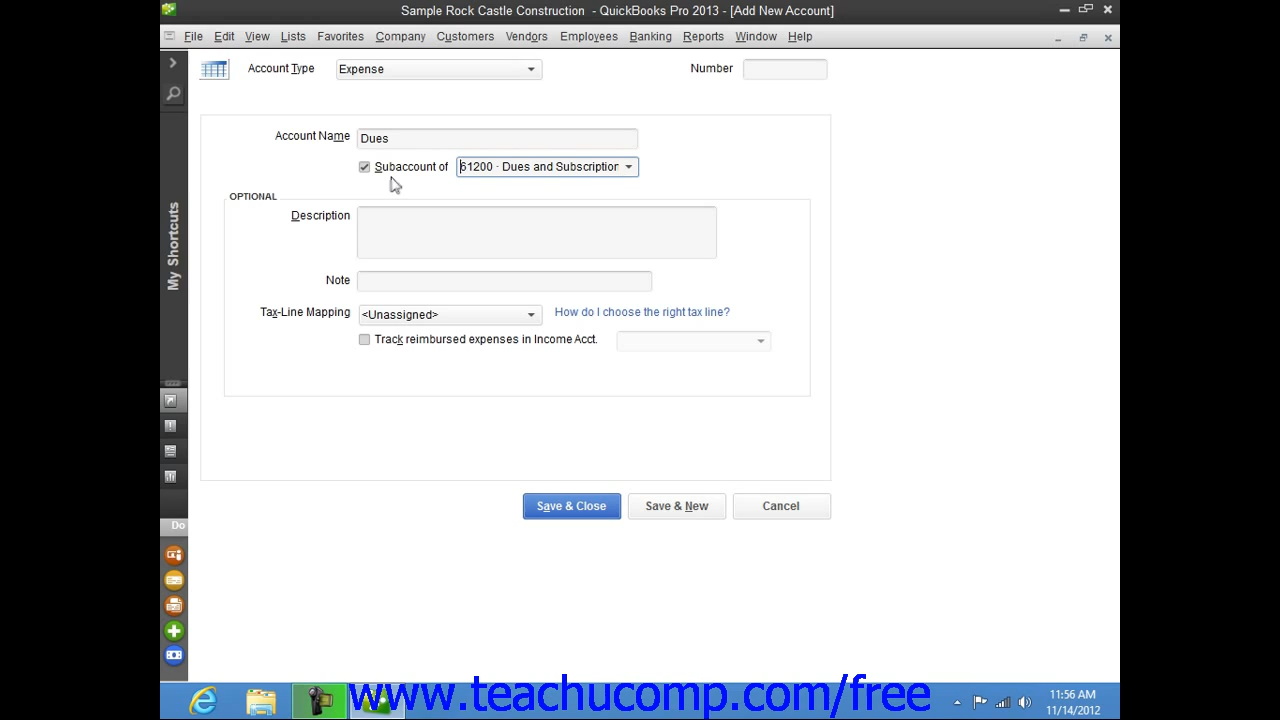 Sample Rock Castle Construction - QuickBooks Pro 2013 - [Add New Account]
File Edit View Lists Favorites Company Customers Vendors Employees Banking Reports Window Help
Account Type Expense Number
Account Name Dues
Subaccount of 61200 · Dues and Subscription
OPTIONAL
Description
Note
Tax-Line Mapping <Unassigned> How do I choose the right tax line?
Track reimbursed expenses in Income Acct.
My Shortcuts
Save & Close Save & New Cancel
Do
www.teachucomp.com/free
11:56 AM
11/14/2012